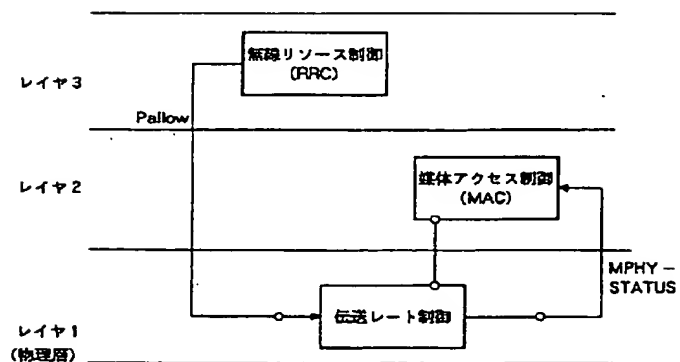 無線リソース制御
(RRC)
レイヤ3
Pallow
レイヤ2
媒体アクセス制御
(MAC)
MPHY－
STATUS
伝送レート制御
レイヤ1
(物理層)